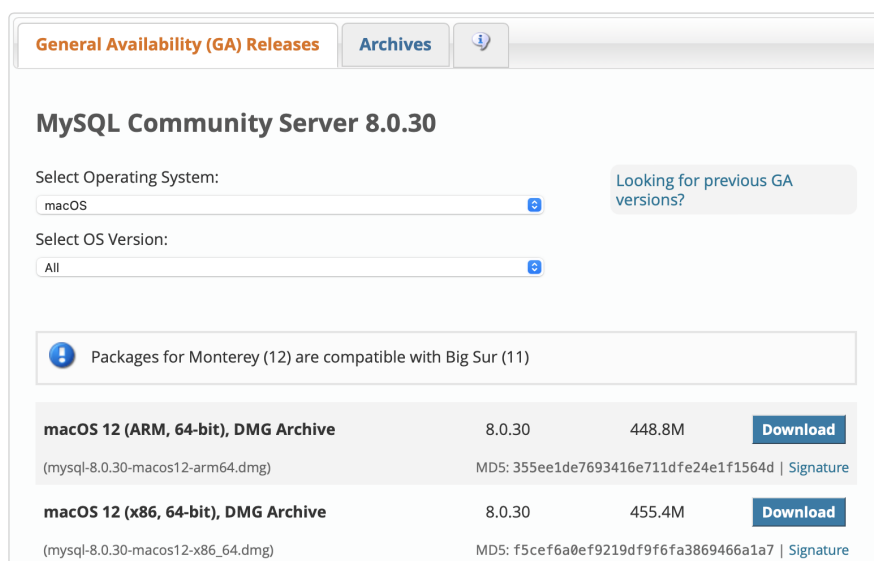 General Availability (GA) Releases
Archives
MySQL Community Server 8.0.30
Select Operating System:
macOS
Looking for previous GA
versions?
Select OS Version:
All
Packages for Monterey (12) are compatible with Big Sur (11)
macOS 12 (ARM, 64-bit), DMG Archive 8.0.30 448.8M Download
(mysql-8.0.30-macos12-arm64.dmg) MD5: 355ee1de7693416e711dfe24e1f1564d | Signature
macOS 12 (x86, 64-bit), DMG Archive 8.0.30 455.4M Download
(mysql-8.0.30-macos12-x86_64.dmg) MD5: f5cef6a0ef9219df9f6fa3869466a1a7 | Signature